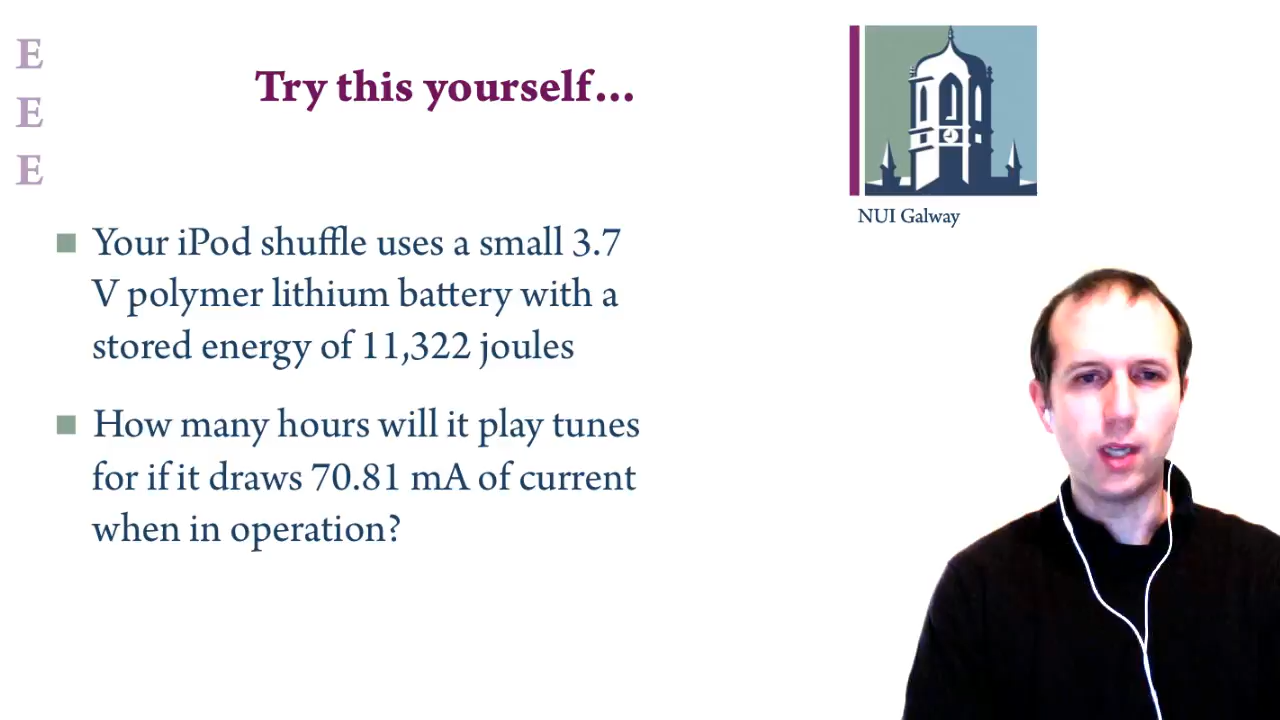 E
E
E
Try this yourself…
NUI Galway
Your iPod shuffle uses a small 3.7
V polymer lithium battery with a
stored energy of 11,322 joules
How many hours will it play tunes
for if it draws 70.81 mA of current
when in operation?